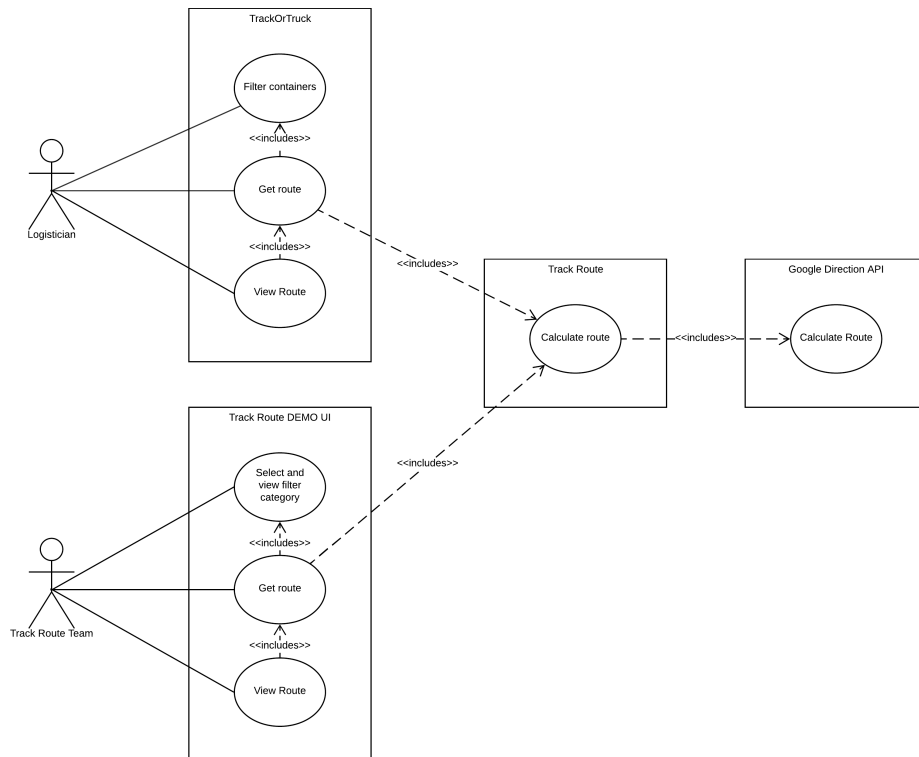 TrackOrTruck
Filter containers
<<includes>>
Get route
<<includes>>
View Route
Logistician
<<includes>>
Track Route
Calculate route
<<includes>>
Google Direction API
Calculate Route
Track Route DEMO UI
Select and
view filter
category
<<includes>>
Get route
<<includes>>
View Route
Track Route Team
<<includes>>